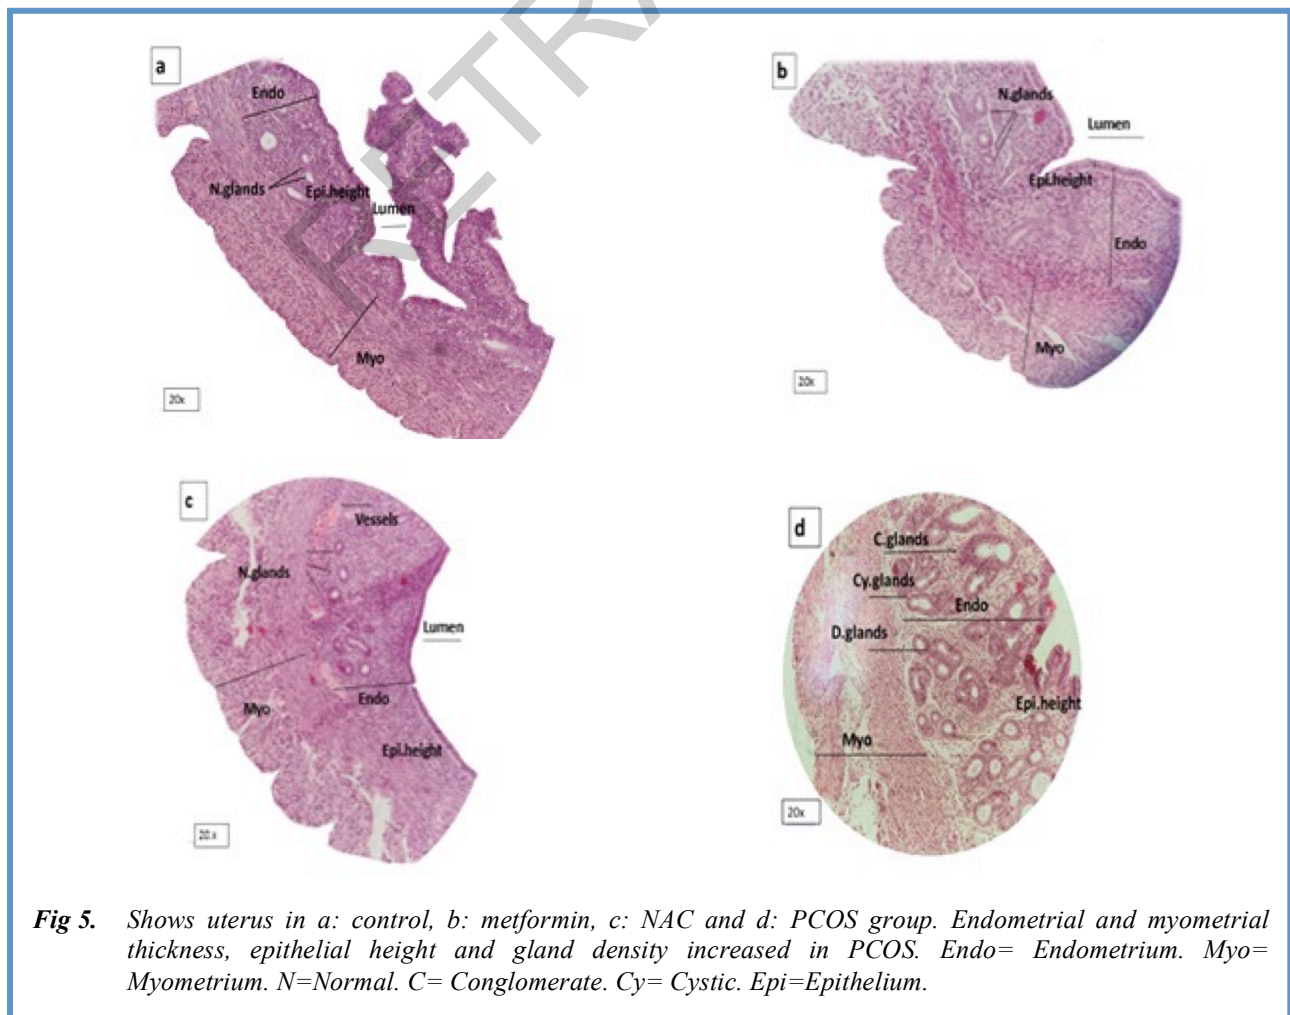 a
Endo
N.glands
Epi.height
Lumen
Myo
20x
b
N.glands
Lumen
Epi.height
Endo
Myo
20x
c
Vessels
N.glands
Lumen
Endo
Myo
Epi.height
20.x
d
C.glands
Cy.glands
Endo
D.glands
Epi.height
Myo
20x
Fig 5. Shows uterus in a: control, b: metformin, c: NAC and d: PCOS group. Endometrial and myometrial
thickness, epithelial height and gland density increased in PCOS. Endo= Endometrium. Myo=
Myometrium. N=Normal. C= Conglomerate. Cy= Cystic. Epi=Epithelium.
RETRA